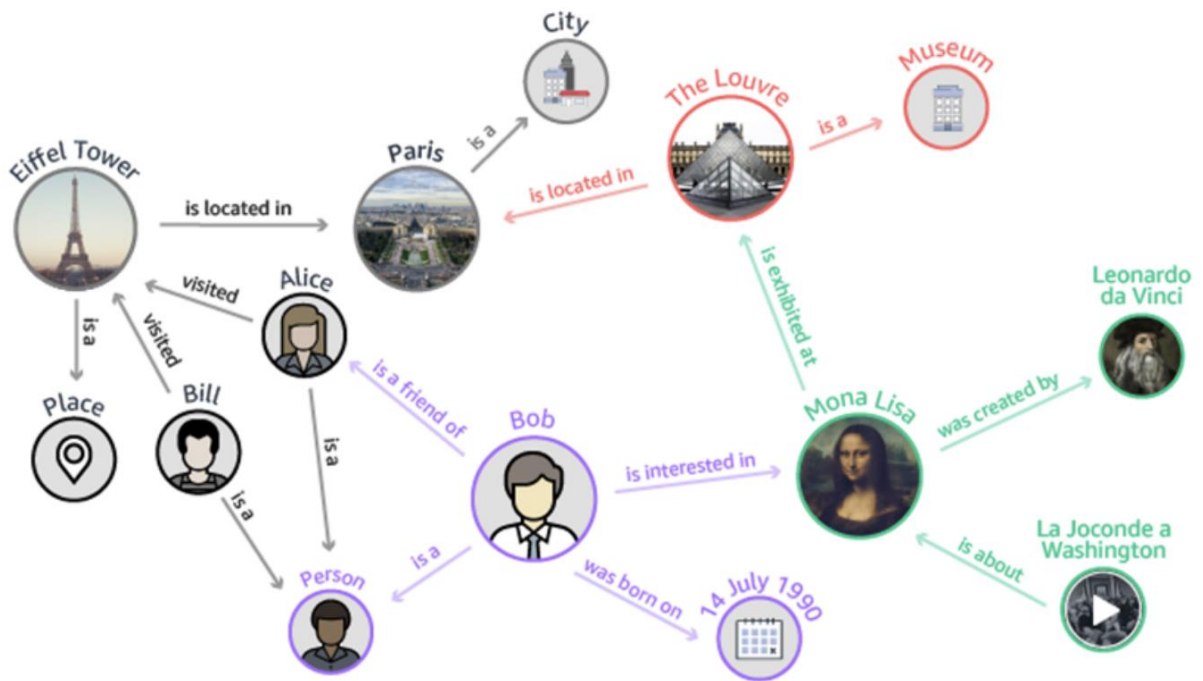 City
The Louvre
Museum
is a
is a
Eiffel Tower
Paris
is located in
is located in
visited
Alice
is exhibited at
Leonardo
da Vinci
is a
visited
Place
Bill
is a friend of
Bob
Mona Lisa
was created by
is a
is interested in
is a
La Joconde a
Washington
is about
Person
is a
was born on
14 July 1990